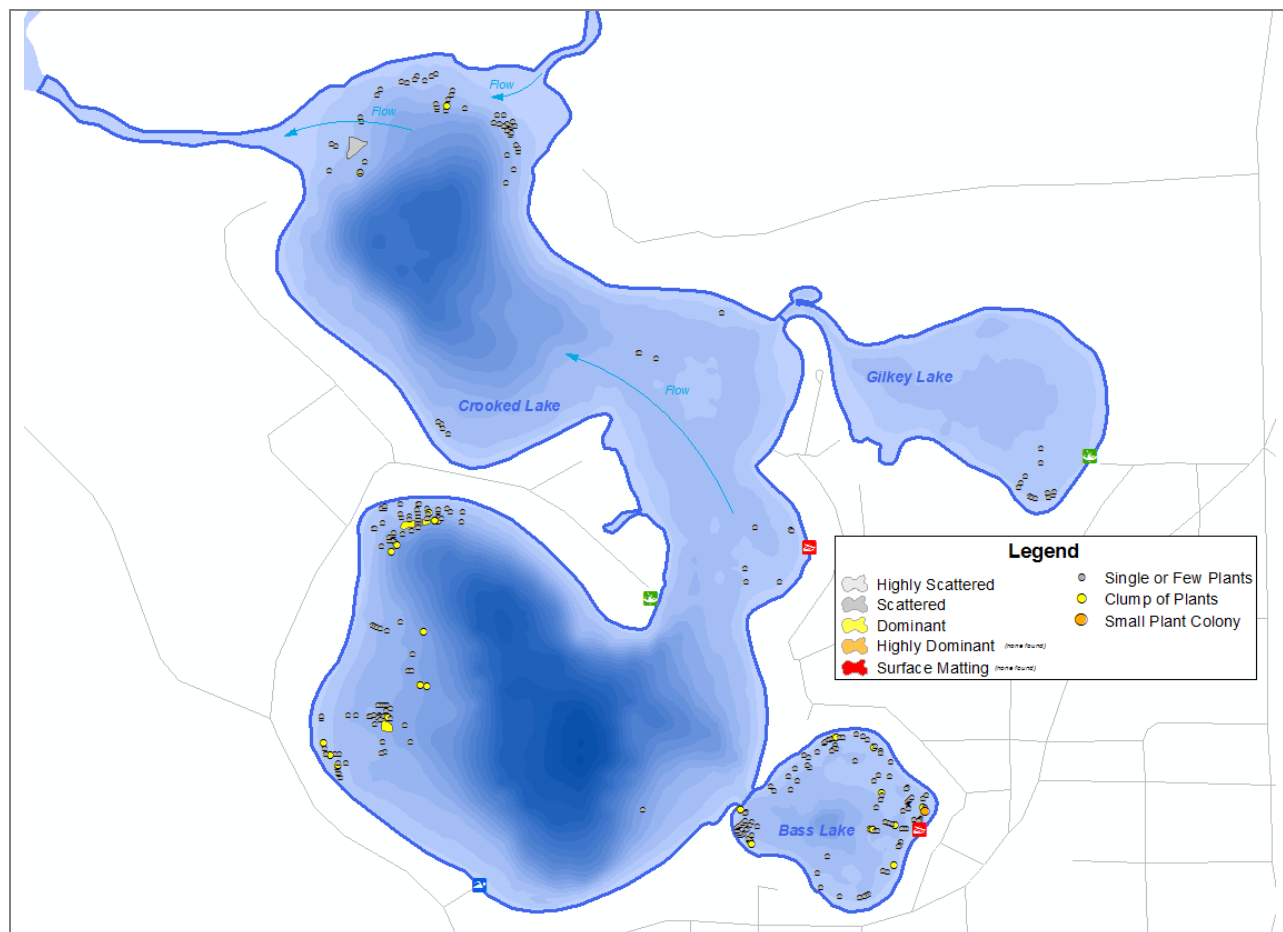 Flow
Flow
Gilkey Lake
Flow
Crooked Lake
Legend
Highly Scattered
Scattered
Dominant
Highly Dominant (none found)
Surface Matting (none found)
Single or Few Plants
Clump of Plants
Small Plant Colony
Bass Lake